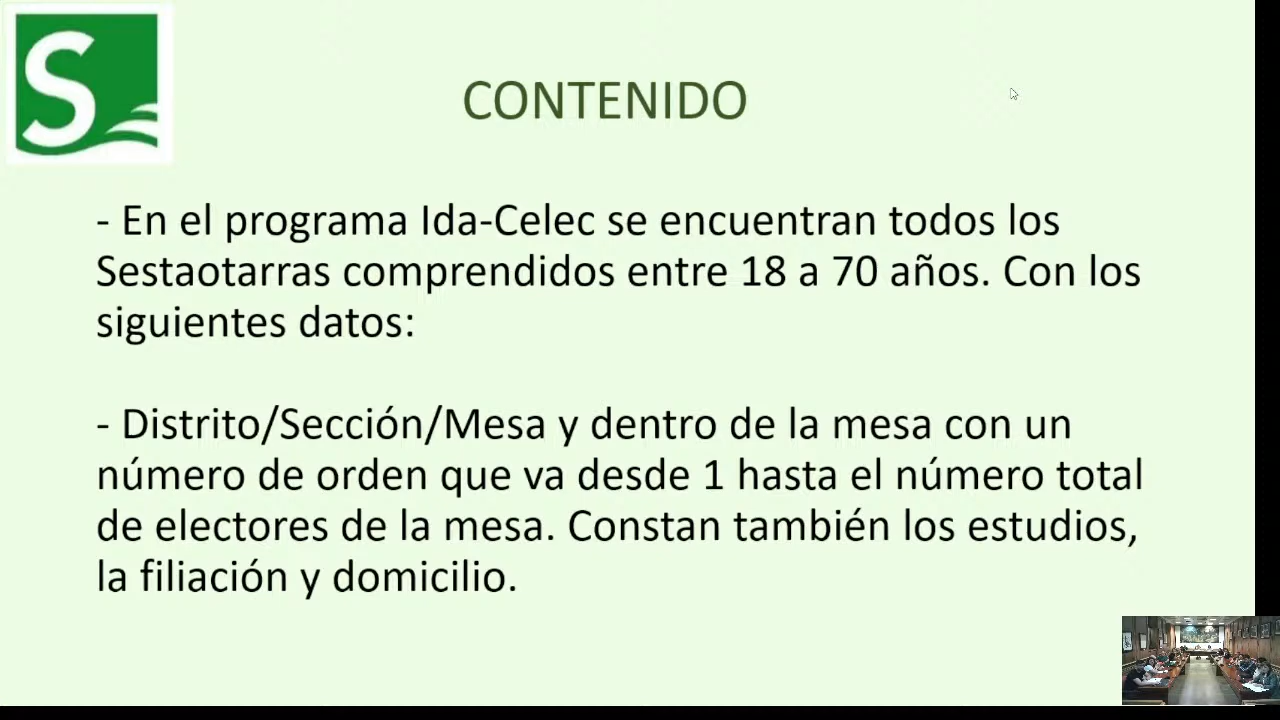 S
CONTENIDO
- En el programa Ida-Celec se encuentran todos los
Sestaotarras comprendidos entre 18 a 70 años. Con los
siguientes datos:
- Distrito/Sección/Mesa y dentro de la mesa con un
número de orden que va desde 1 hasta el número total
de electores de la mesa. Constan también los estudios,
la filiación y domicilio.